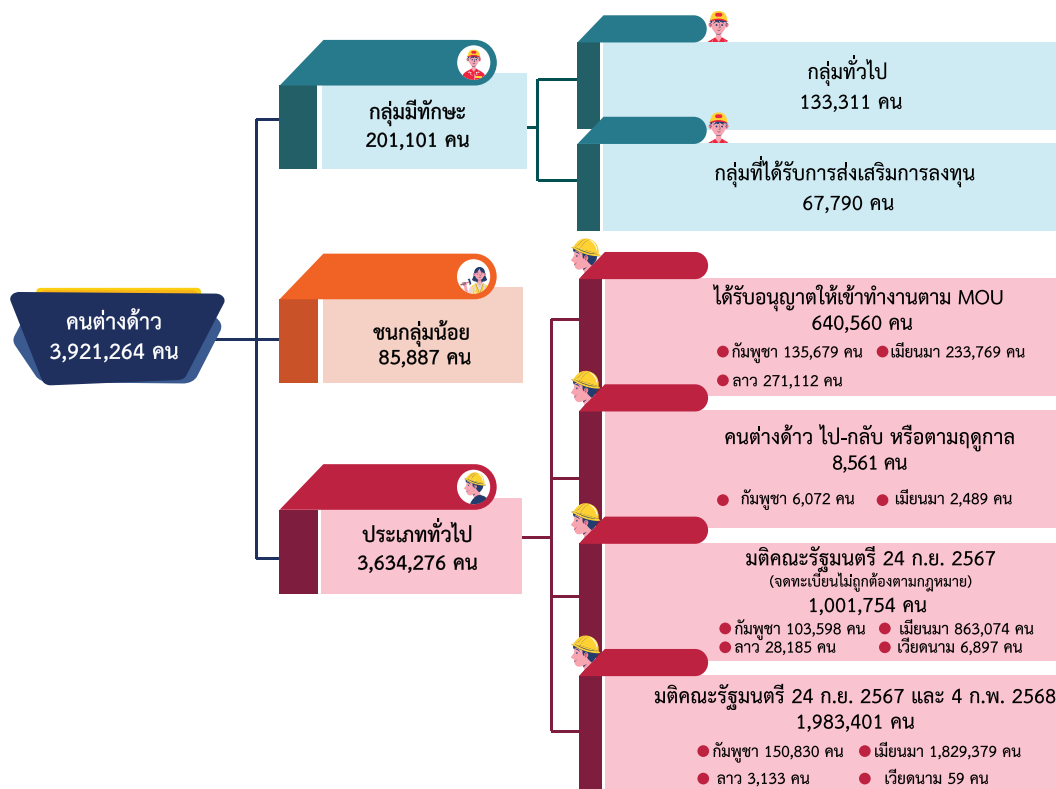 คนต่างด้าว
3,921,264 คน
กลุ่มมีทักษะ
201,101 คน
กลุ่มทั่วไป
133,311 คน
กลุ่มที่ได้รับการส่งเสริมการลงทุน
67,790 คน
ชนกลุ่มน้อย
85,887 คน
ประเภททั่วไป
3,634,276 คน
ได้รับอนุญาตให้เข้าทำงานตาม MOU
640,560 คน
กัมพูชา 135,679 คน เมียนมา 233,769 คน
ลาว 271,112 คน
คนต่างด้าว ไป-กลับ หรือตามฤดูกาล
8,561 คน
กัมพูชา 6,072 คน เมียนมา 2,489 คน
มติคณะรัฐมนตรี 24 ก.ย. 2567
(จดทะเบียนไม่ถูกต้องตามกฎหมาย)
1,001,754 คน
กัมพูชา 103,598 คน เมียนมา 863,074 คน
ลาว 28,185 คน เวียดนาม 6,897 คน
มติคณะรัฐมนตรี 24 ก.ย. 2567 และ 4 ก.พ. 2568
1,983,401 คน
กัมพูชา 150,830 คน เมียนมา 1,829,379 คน
ลาว 3,133 คน เวียดนาม 59 คน